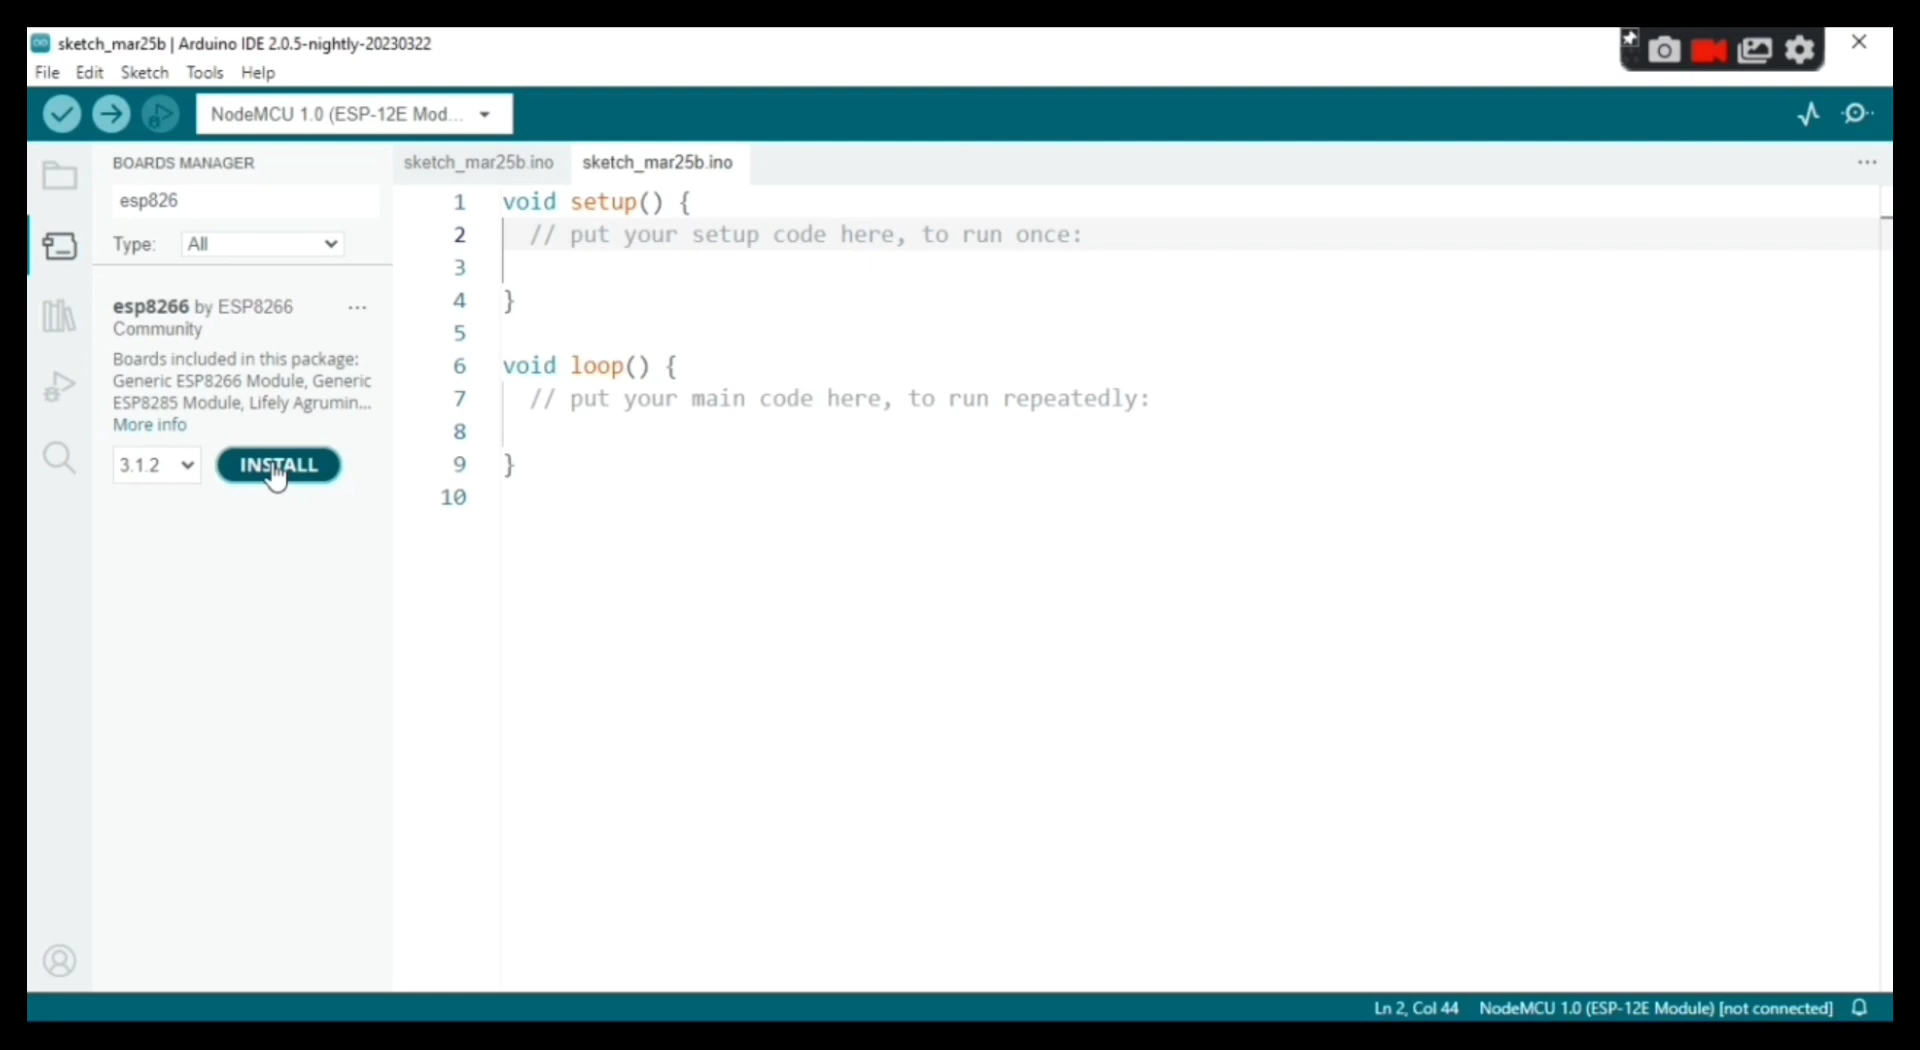 sketch_mar25b | Arduino IDE 2.0.5-nightly-20230322
File Edit Sketch Tools Help
NodeMCU 1.0 (ESP-12E Mod...
BOARDS MANAGER
esp826
Type: All
esp8266 by ESP8266 ...
Community
Boards included in this package:
Generic ESP8266 Module, Generic
ESP8285 Module, Lifely Agrumin...
More info
3.1.2 INSTALL
sketch_mar25b.ino sketch_mar25b.ino ...
1 void setup() {
2 // put your setup code here, to run once:
3
4 }
5
6 void loop() {
7 // put your main code here, to run repeatedly:
8
9 }
10
Ln 2, Col 44 NodeMCU 1.0 (ESP-12E Module) [not connected]